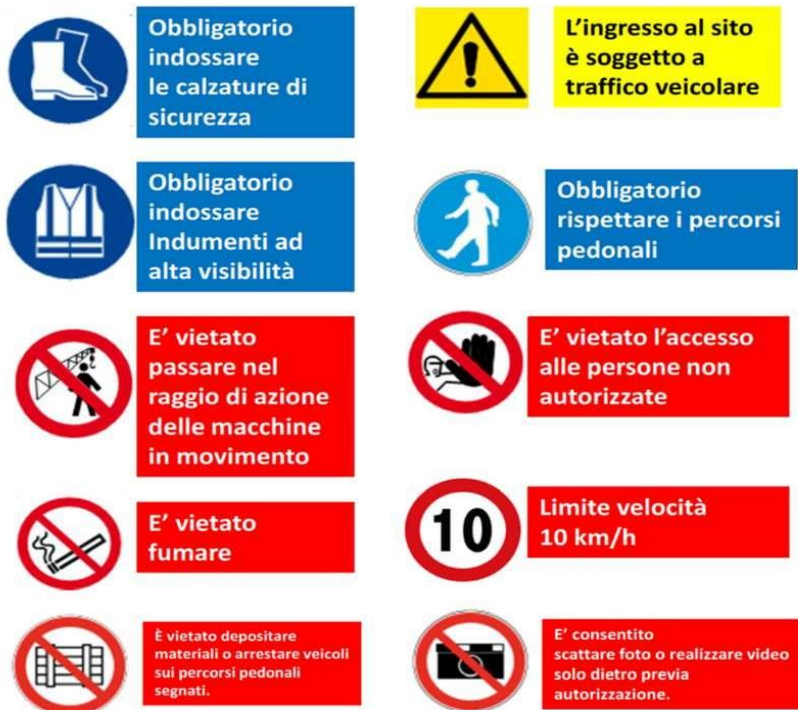 Obbligatorio
indossare
le calzature di
sicurezza
L’ingresso al sito
è soggetto a
traffico veicolare
Obbligatorio
indossare
Indumenti ad
alta visibilità
Obbligatorio
rispettare i percorsi
pedonali
E’ vietato
passare nel
raggio di azione
delle macchine
in movimento
E’ vietato l’accesso
alle persone non
autorizzate
E’ vietato
fumare
10
Limite velocità
10 km/h
È vietato depositare
materiali o arrestare veicoli
sui percorsi pedonali
segnati.
E’ consentito
scattare foto o realizzare video
solo dietro previa
autorizzazione.